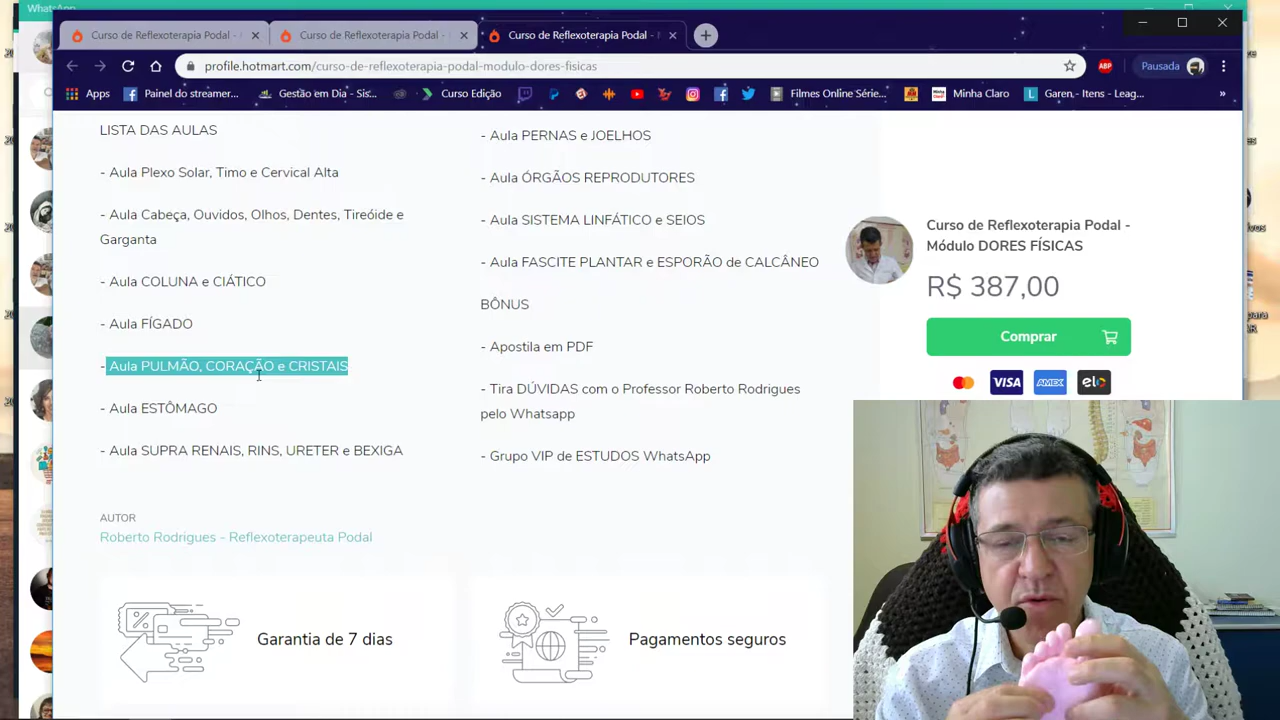 WhatsApp
Curso de Reflexoterapia Podal -
Curso de Reflexoterapia Podal -
Curso de Reflexoterapia Podal -
profile.hotmart.com/curso-de-reflexoterapia-podal-modulo-dores-fisicas
ABP
Pausada
Apps
Painel do streamer...
Gestão em Dia - Sis...
Curso Edição
Filmes Online Série...
Minha Claro
Garen - Itens - Leag...
»
LISTA DAS AULAS
- Aula Plexo Solar, Timo e Cervical Alta
- Aula Cabeça, Ouvidos, Olhos, Dentes, Tireóide e
Garganta
- Aula COLUNA e CIÁTICO
- Aula FÍGADO
- Aula PULMÃO, CORAÇÃO e CRISTAIS
- Aula ESTÔMAGO
- Aula SUPRA RENAIS, RINS, URETER e BEXIGA
- Aula PERNAS e JOELHOS
- Aula ÓRGÃOS REPRODUTORES
- Aula SISTEMA LINFÁTICO e SEIOS
- Aula FASCITE PLANTAR e ESPORÃO de CALCÂNEO
BÔNUS
- Apostila em PDF
- Tira DÚVIDAS com o Professor Roberto Rodrigues
pelo Whatsapp
- Grupo VIP de ESTUDOS WhatsApp
Curso de Reflexoterapia Podal -
Módulo DORES FÍSICAS
R$ 387,00
Comprar
VISA
AMEX
elo
AUTOR
Roberto Rodrigues - Reflexoterapeuta Podal
Garantia de 7 dias
Pagamentos seguros